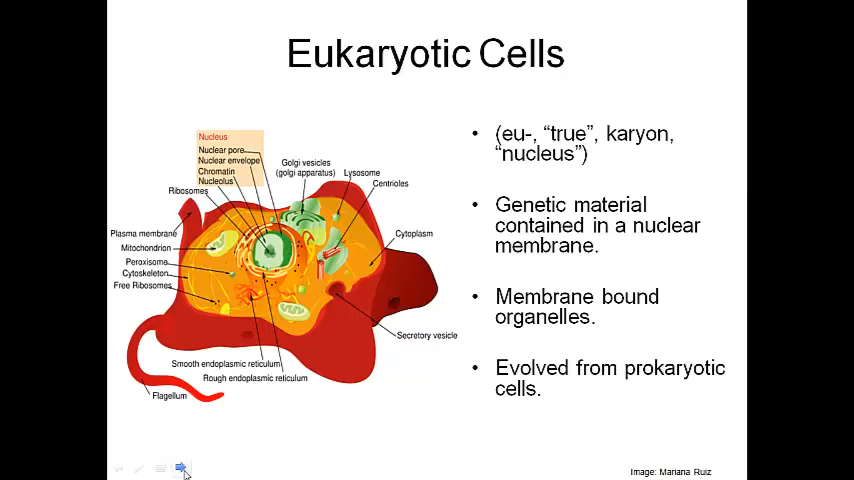 Eukaryotic Cells
Nucleus
Nuclear pore
Nuclear envelope
Chromatin
Nucleolus
Ribosomes
Golgi vesicles
(golgi apparatus)
Lysosome
Centrioles
Plasma membrane
Mitochondrion
Peroxisome
Cytoskeleton
Free Ribosomes
Cytoplasm
Secretory vesicle
Smooth endoplasmic reticulum
Rough endoplasmic reticulum
Flagellum
• (eu-, “true”, karyon,
“nucleus”)
• Genetic material
contained in a nuclear
membrane.
• Membrane bound
organelles.
• Evolved from prokaryotic
cells.
Image: Mariana Ruiz